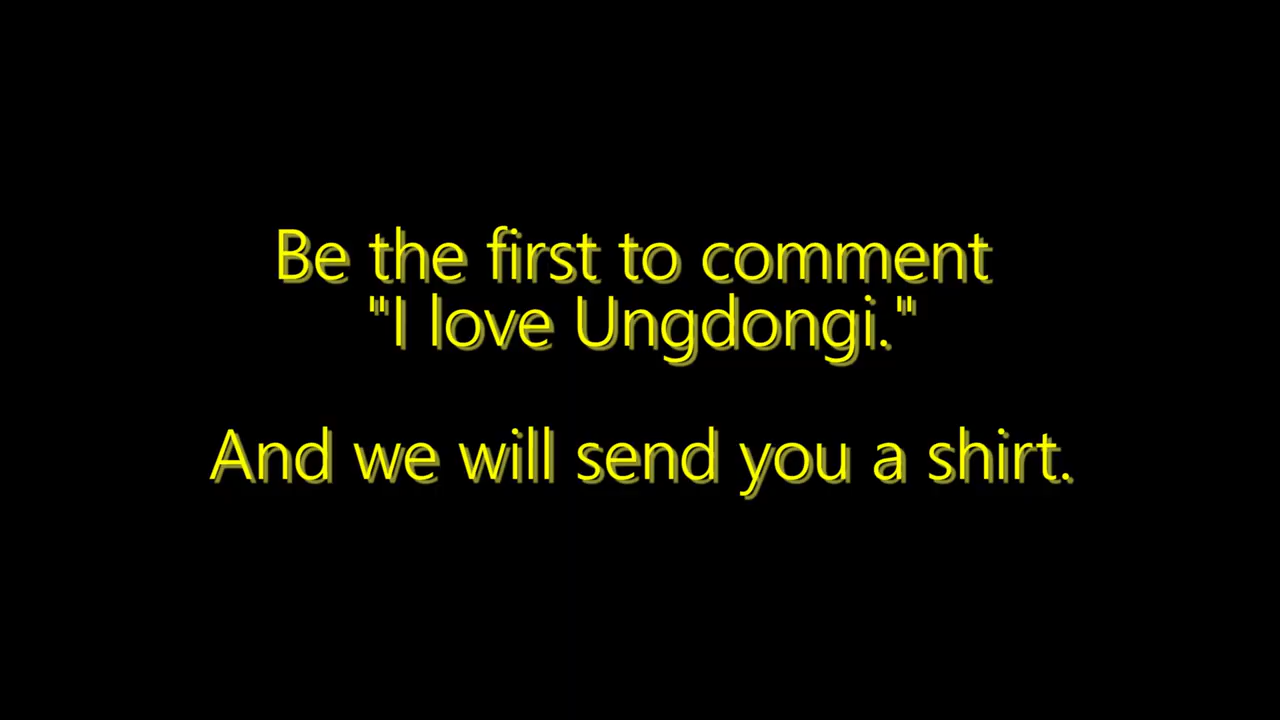 Be the first to comment
"I love Ungdongi."
And we will send you a shirt.